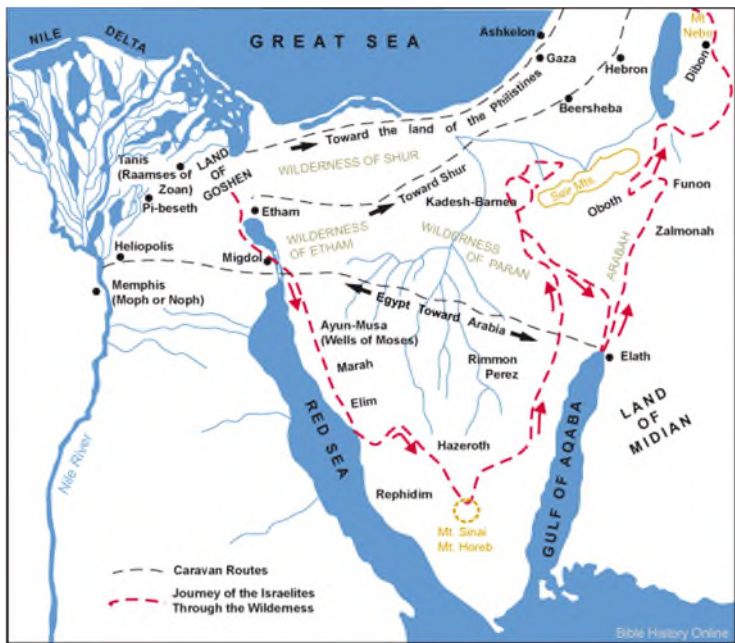 NILE DELTA
GREAT SEA
Ashkelon
Gaza
Hebron
Beersheba
Mt
Nebo
Dibon
Toward the land of the Philistines
WILDERNESS OF SHUR
Tanis
(Raamses of
Zoan)
LAND
OF
GOSHEN
Pi-beseth
Etham
Toward Shur
Kadesh-Barnea
Seir Mts.
Oboth
Funon
Zalmonah
ARABAH
Heliopolis
WILDERNESS
OF ETHAM
WILDERNESS
OF PARAN
Migdol
Memphis
(Moph or Noph)
Egypt Toward Arabia
Ayun-Musa
(Wells of Moses)
Marah
Elim
Rimmon
Perez
Elath
LAND
OF
MIDIAN
RED SEA
Hazeroth
GULF OF AQABA
Rephidim
Mt. Sinai
Mt. Horeb
Nile River
Caravan Routes
Journey of the Israelites
Through the Wilderness
Bible History Online